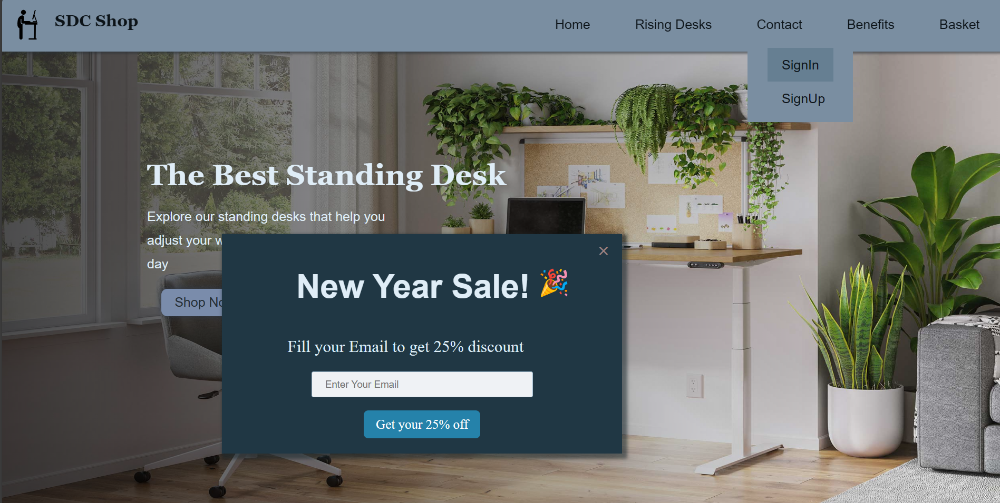 SDC Shop
Home
Rising Desks
Contact
Benefits
Basket
SignIn
SignUp
The Best Standing Desk
Explore our standing desks that help you
adjust your
day
Shop
New Year Sale! 🎉
Fill your Email to get 25% discount
Enter Your Email
Get your 25% off